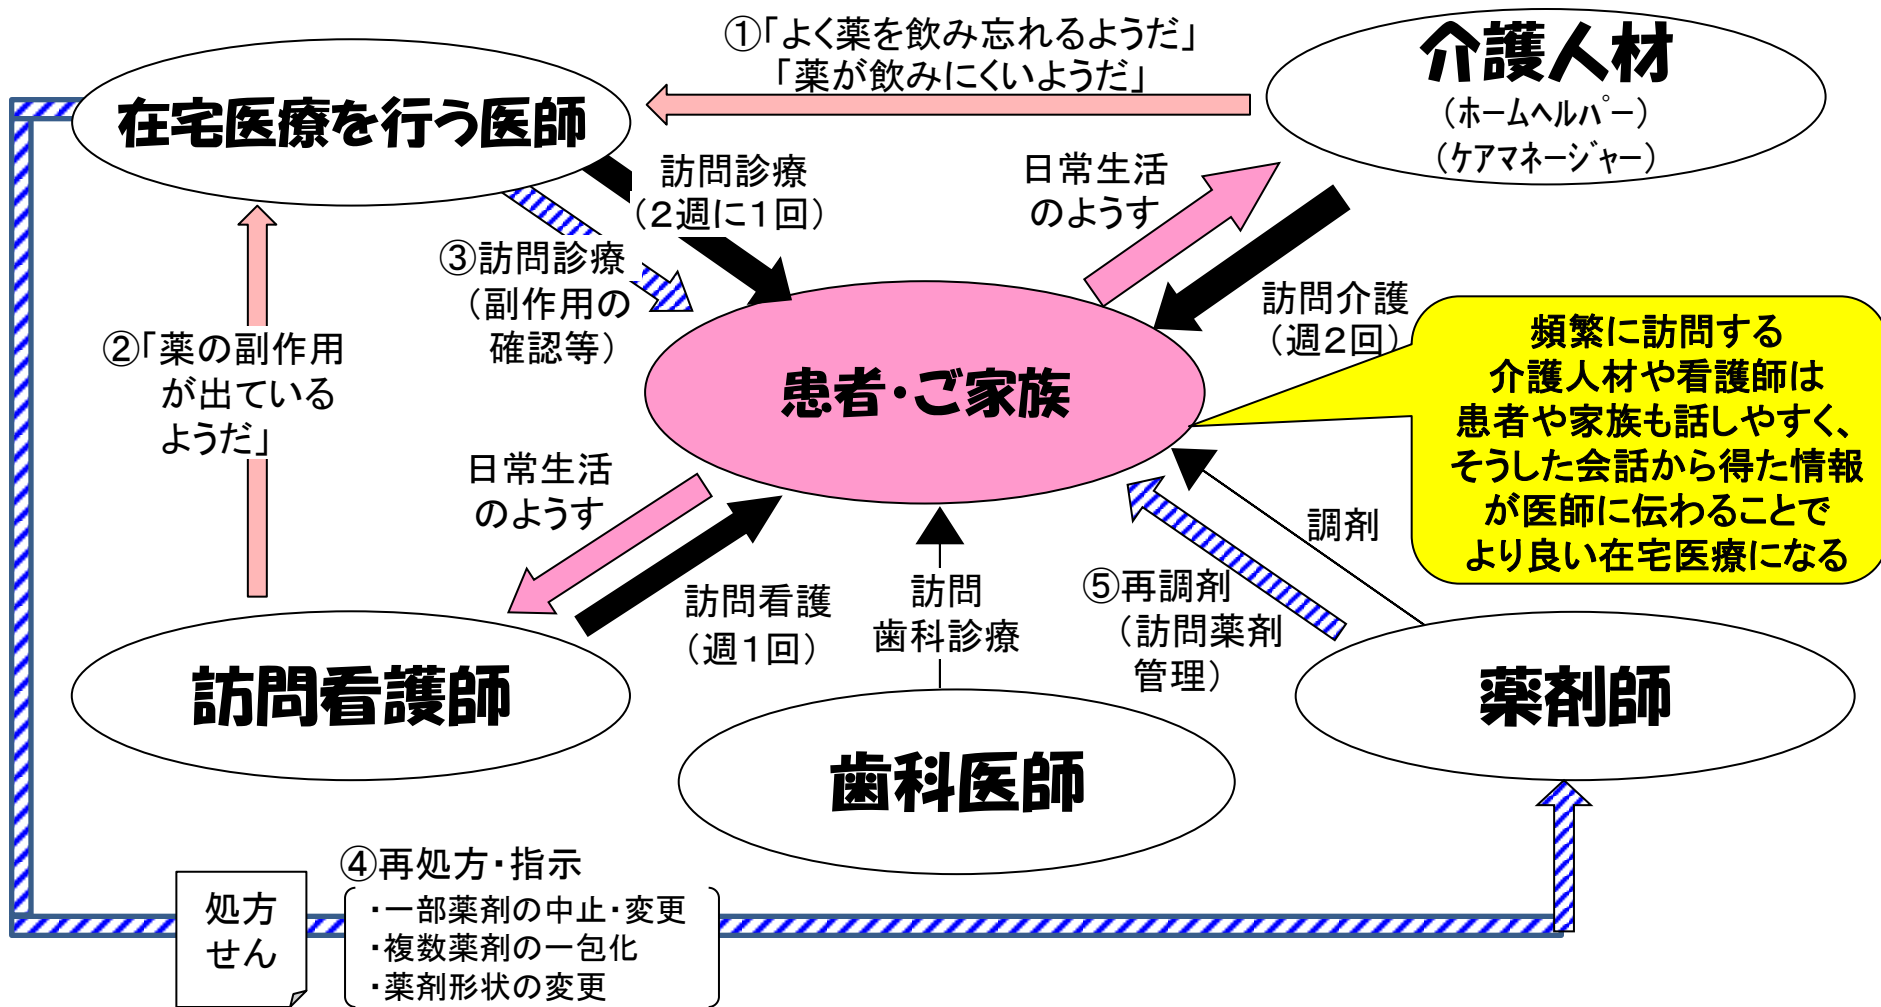 ①「よく薬を飲み忘れるようだ」
「薬が飲みにくいようだ」
介護人材
（ホームヘルパー）
（ケアマネージャー）
在宅医療を行う医師
訪問診療
（２週に１回）
日常生活
のようす
③訪問診療
（副作用の
確認等）
訪問介護
（週２回）
②「薬の副作用
が出ている
ようだ」
患者・ご家族
頻繁に訪問する
介護人材や看護師は
患者や家族も話しやすく、
そうした会話から得た情報
が医師に伝わることで
より良い在宅医療になる
日常生活
のようす
調剤
訪問看護
（週１回）
訪問
歯科診療
⑤再調剤
（訪問薬剤
管理）
訪問看護師
薬剤師
歯科医師
④再処方・指示
処方
せん
・一部薬剤の中止・変更
・複数薬剤の一包化
・薬剤形状の変更